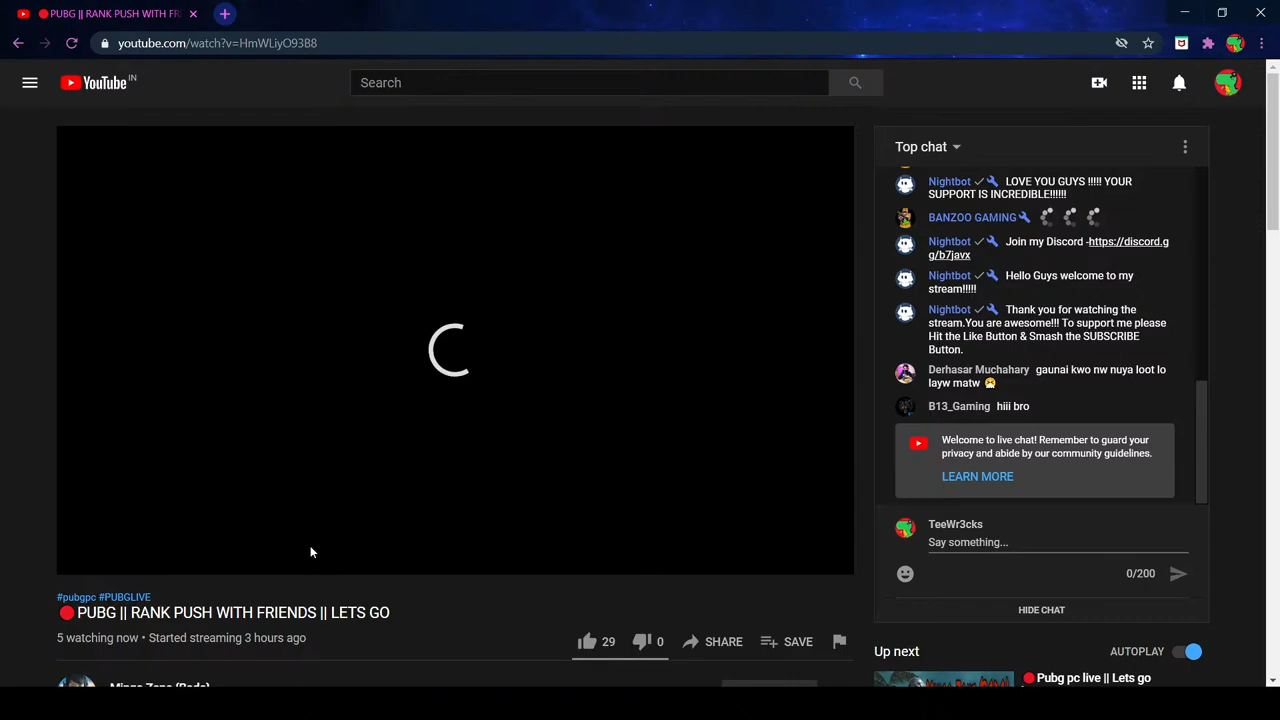 🔴PUBG || RANK PUSH WITH FR
youtube.com/watch?v=HmWLiyO93B8
YouTube IN
Search
Top chat
Nightbot LOVE YOU GUYS !!!!! YOUR
SUPPORT IS INCREDIBLE!!!!!!
BANZOO GAMING
Nightbot Join my Discord -https://discord.g
g/b7javx
Nightbot Hello Guys welcome to my
stream!!!!!
Nightbot Thank you for watching the
stream.You are awesome!!! To support me please
Hit the Like Button & Smash the SUBSCRIBE
Button.
Derhasar Muchahary gaunai kwo nw nuya loot lo
layw matw 😤
B13_Gaming hiii bro
Welcome to live chat! Remember to guard your
privacy and abide by our community guidelines.
LEARN MORE
TeeWr3cks
Say something...
0/200
HIDE CHAT
#pubgpc #PUBGLIVE
🔴PUBG || RANK PUSH WITH FRIENDS || LETS GO
5 watching now • Started streaming 3 hours ago
29
0
SHARE
SAVE
Up next
AUTOPLAY
🔴Pubg pc live || Lets go